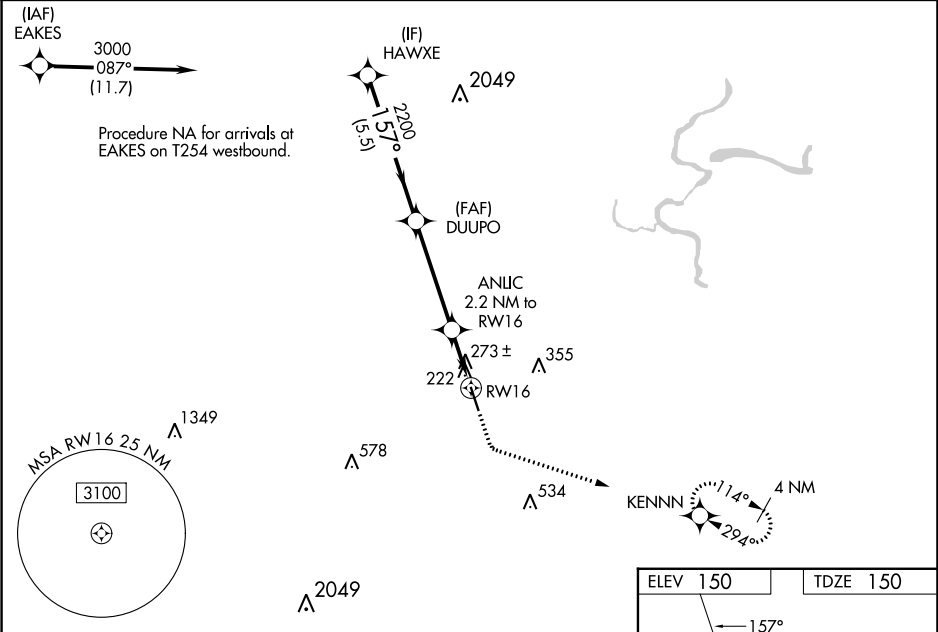 (IAF)
EAKES
3000
087°
(11.7)
(IF)
HAWXE
2049
2200
157°
(5.5)
Procedure NA for arrivals at
EAKES on T254 westbound.
(FAF)
DUUPO
ANLIC
2.2 NM to
RW16
273 ±
355
222
RW16
1349
MSA RW16 25 NM
3100
578
534
KENNN
114°
4 NM
294°
2049
ELEV 150
TDZE 150
157°